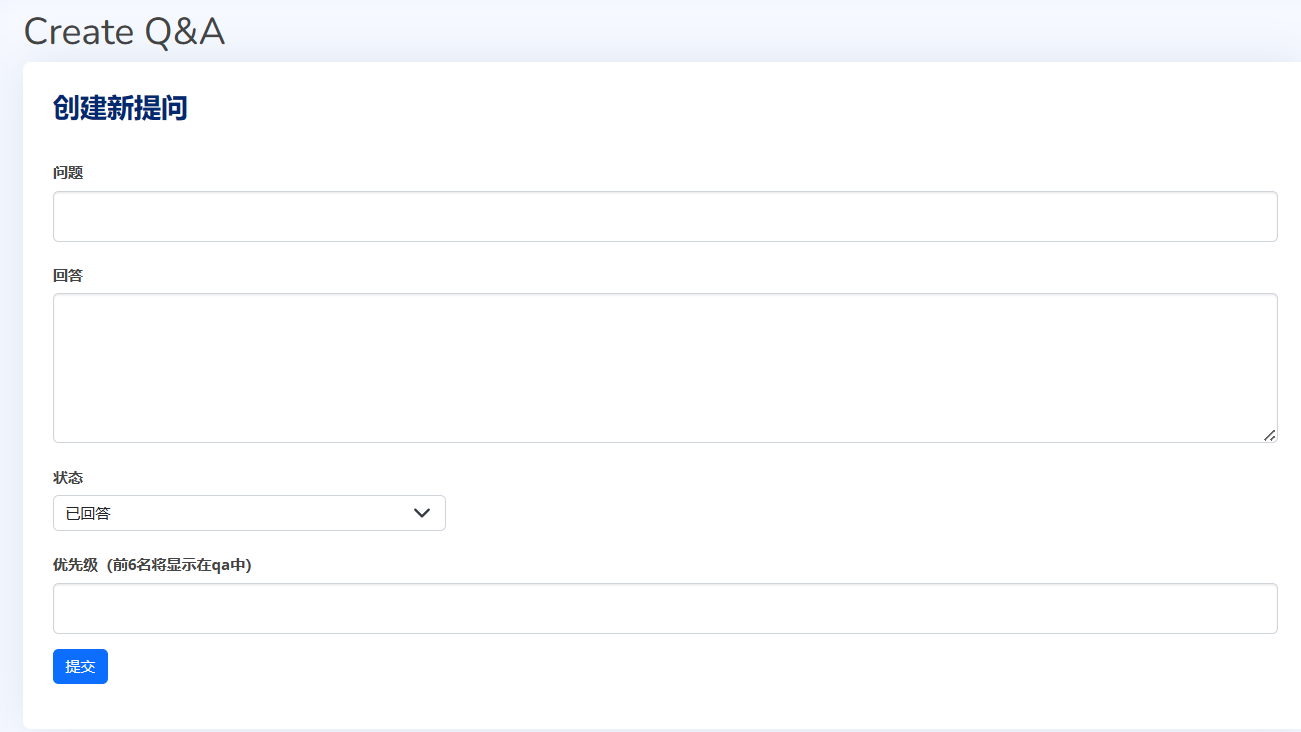 Create Q&A
创建新提问
问题
回答
状态
已回答
优先级（前6名将显示在qa中）
提交